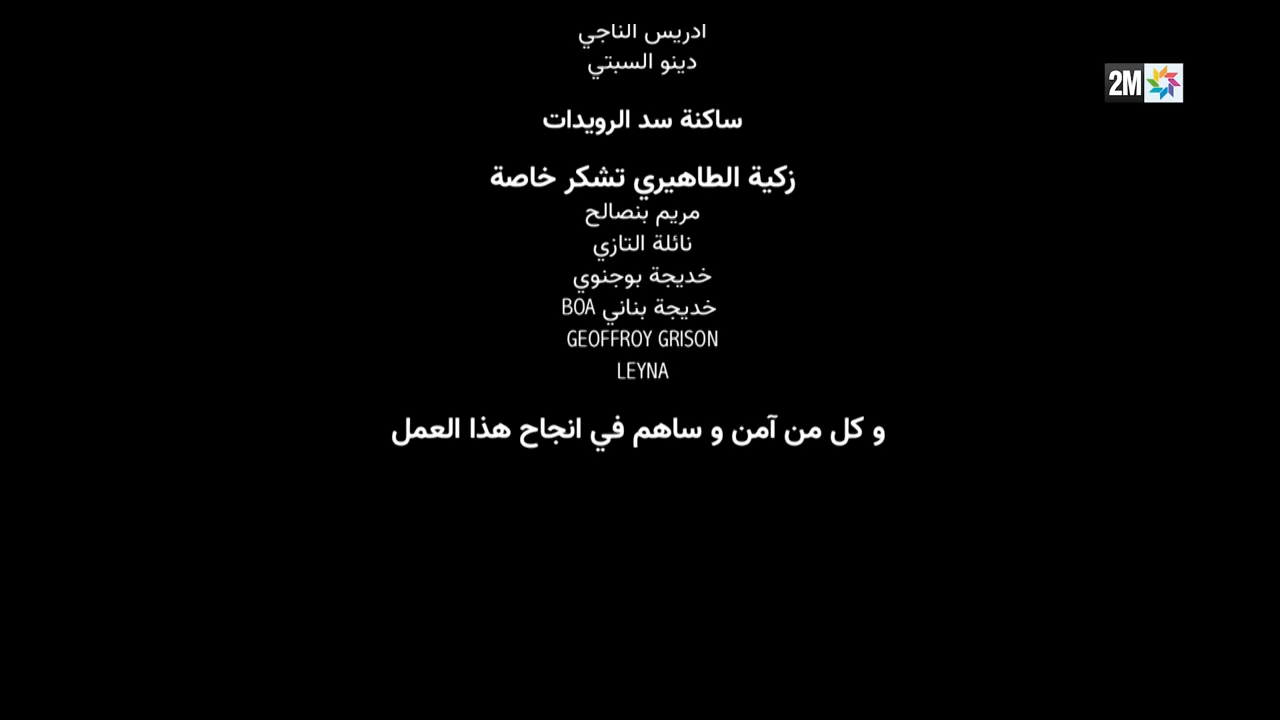 ادريس الناجي
دينو السبتي
2M
ساكنة سد الرويدات
زكية الطاهيري تشكر خاصة
مريم بنصالح
نائلة التازي
خديجة بوجنوي
خديجة بناني BOA
GEOFFROY GRISON
LEYNA
و كل من آمن و ساهم في انجاح هذا العمل